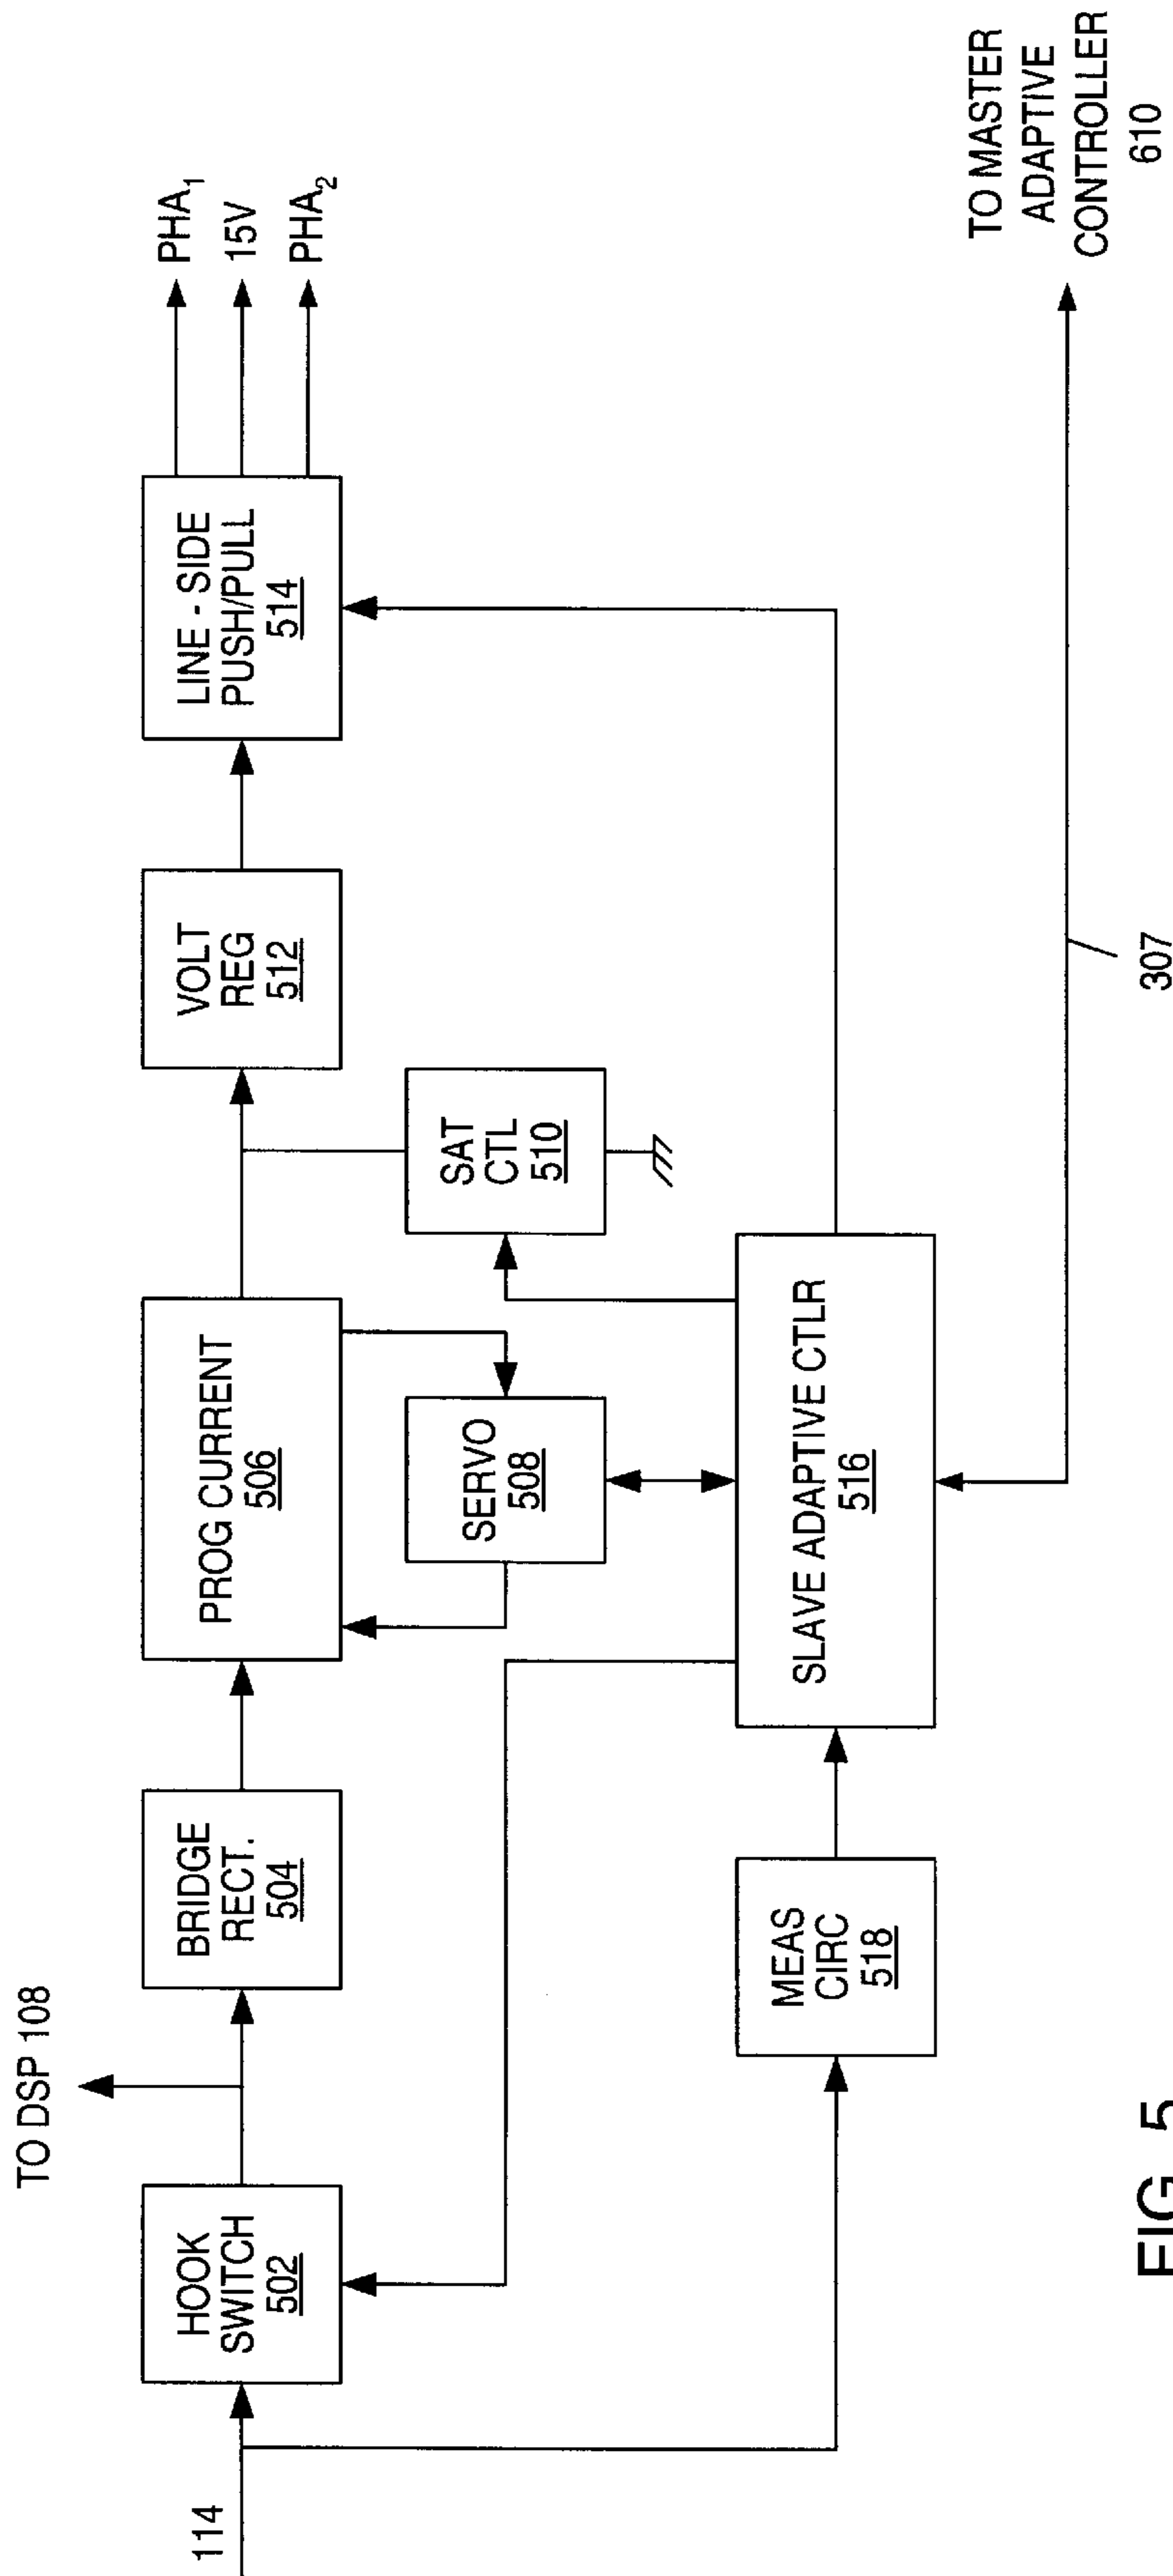 TO DSP 108
114
HOOK
SWITCH
502
BRIDGE
RECT.
504
PROG CURRENT
506
VOLT
REG
512
LINE - SIDE
PUSH/PULL
514
PHA1
15V
PHA2
SERVO
508
SAT
CTL
510
MEAS
CIRC
518
SLAVE ADAPTIVE CTLR
516
TO MASTER
ADAPTIVE
CONTROLLER
610
307
FIG. 5